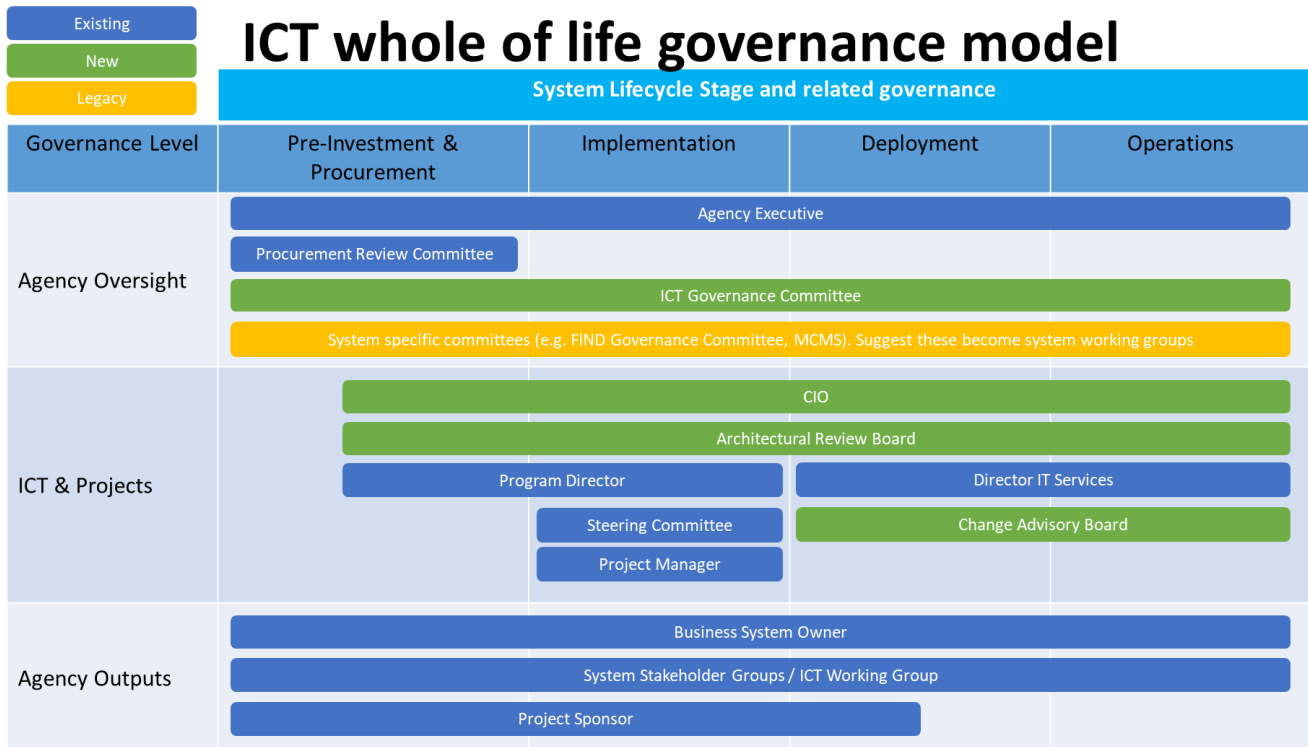 Existing
New
Legacy
ICT whole of life governance model
System Lifecycle Stage and related governance
Governance Level
Pre-Investment &
Procurement
Implementation
Deployment
Operations
Agency Oversight
Agency Executive
Procurement Review Committee
ICT Governance Committee
System specific committees (e.g. FIND Governance Committee, MCMS). Suggest these become system working groups
ICT & Projects
CIO
Architectural Review Board
Program Director
Director IT Services
Steering Committee
Change Advisory Board
Project Manager
Agency Outputs
Business System Owner
System Stakeholder Groups / ICT Working Group
Project Sponsor